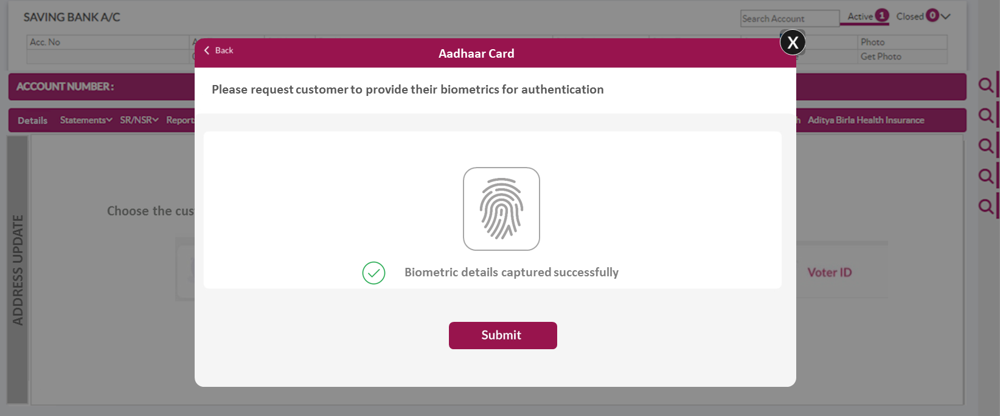 SAVING BANK A/C
Search Account
Active 1
Closed 0
Acc. No
Photo
Get Photo
Back
Aadhaar Card
X
Please request customer to provide their biometrics for authentication
ACCOUNT NUMBER :
Details Statements SR/NSR Report
Aditya Birla Health Insurance
ADDRESS UPDATE
Choose the cus
Biometric details captured successfully
Voter ID
Submit